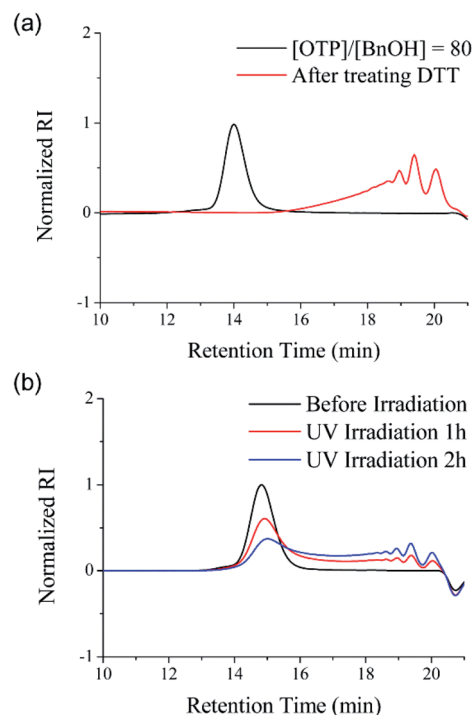 (a)
[OTP]/[BnOH] = 80
After treating DTT
Normalized RI
2
1
0
-1
10 12 14 16 18 20
Retention Time (min)
(b)
Before Irradiation
UV Irradiation 1h
UV Irradiation 2h
Normalized RI
2
1
0
-1
10 12 14 16 18 20
Retention Time (min)